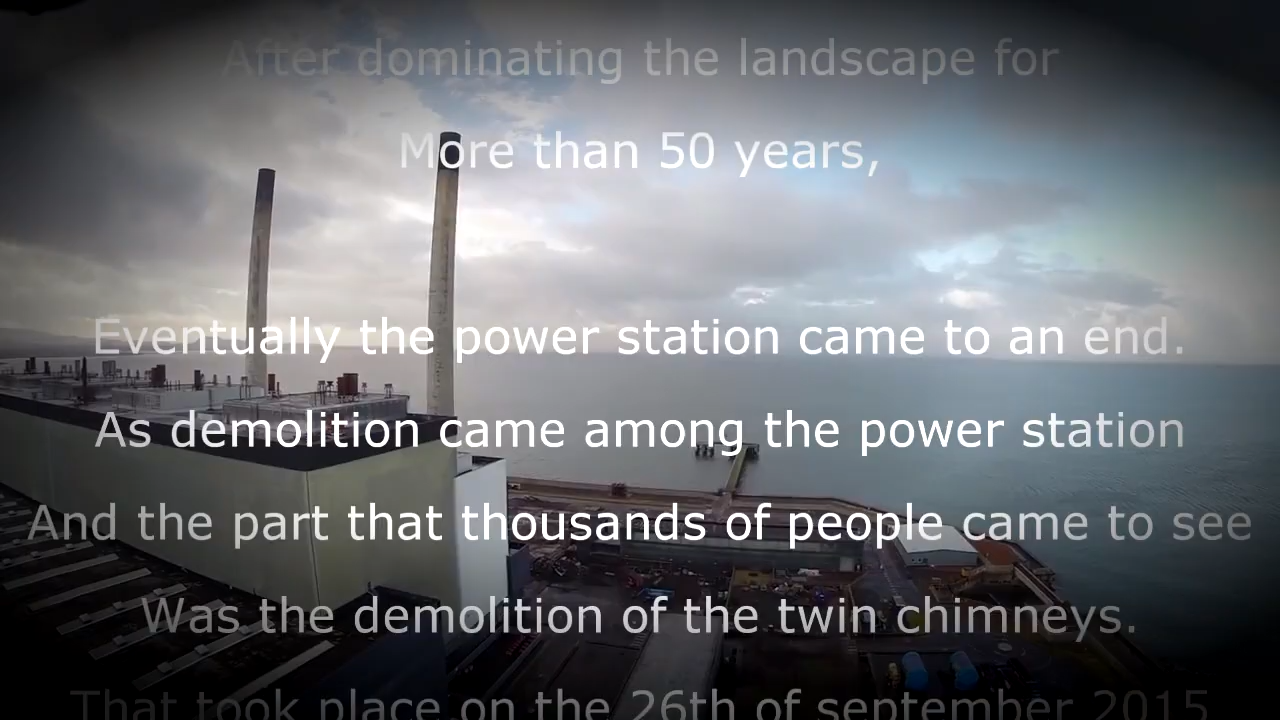 After dominating the landscape for
More than 50 years,
Eventually the power station came to an end.
As demolition came among the power station
And the part that thousands of people came to see
Was the demolition of the twin chimneys.
That took place on the 26th of september 2015